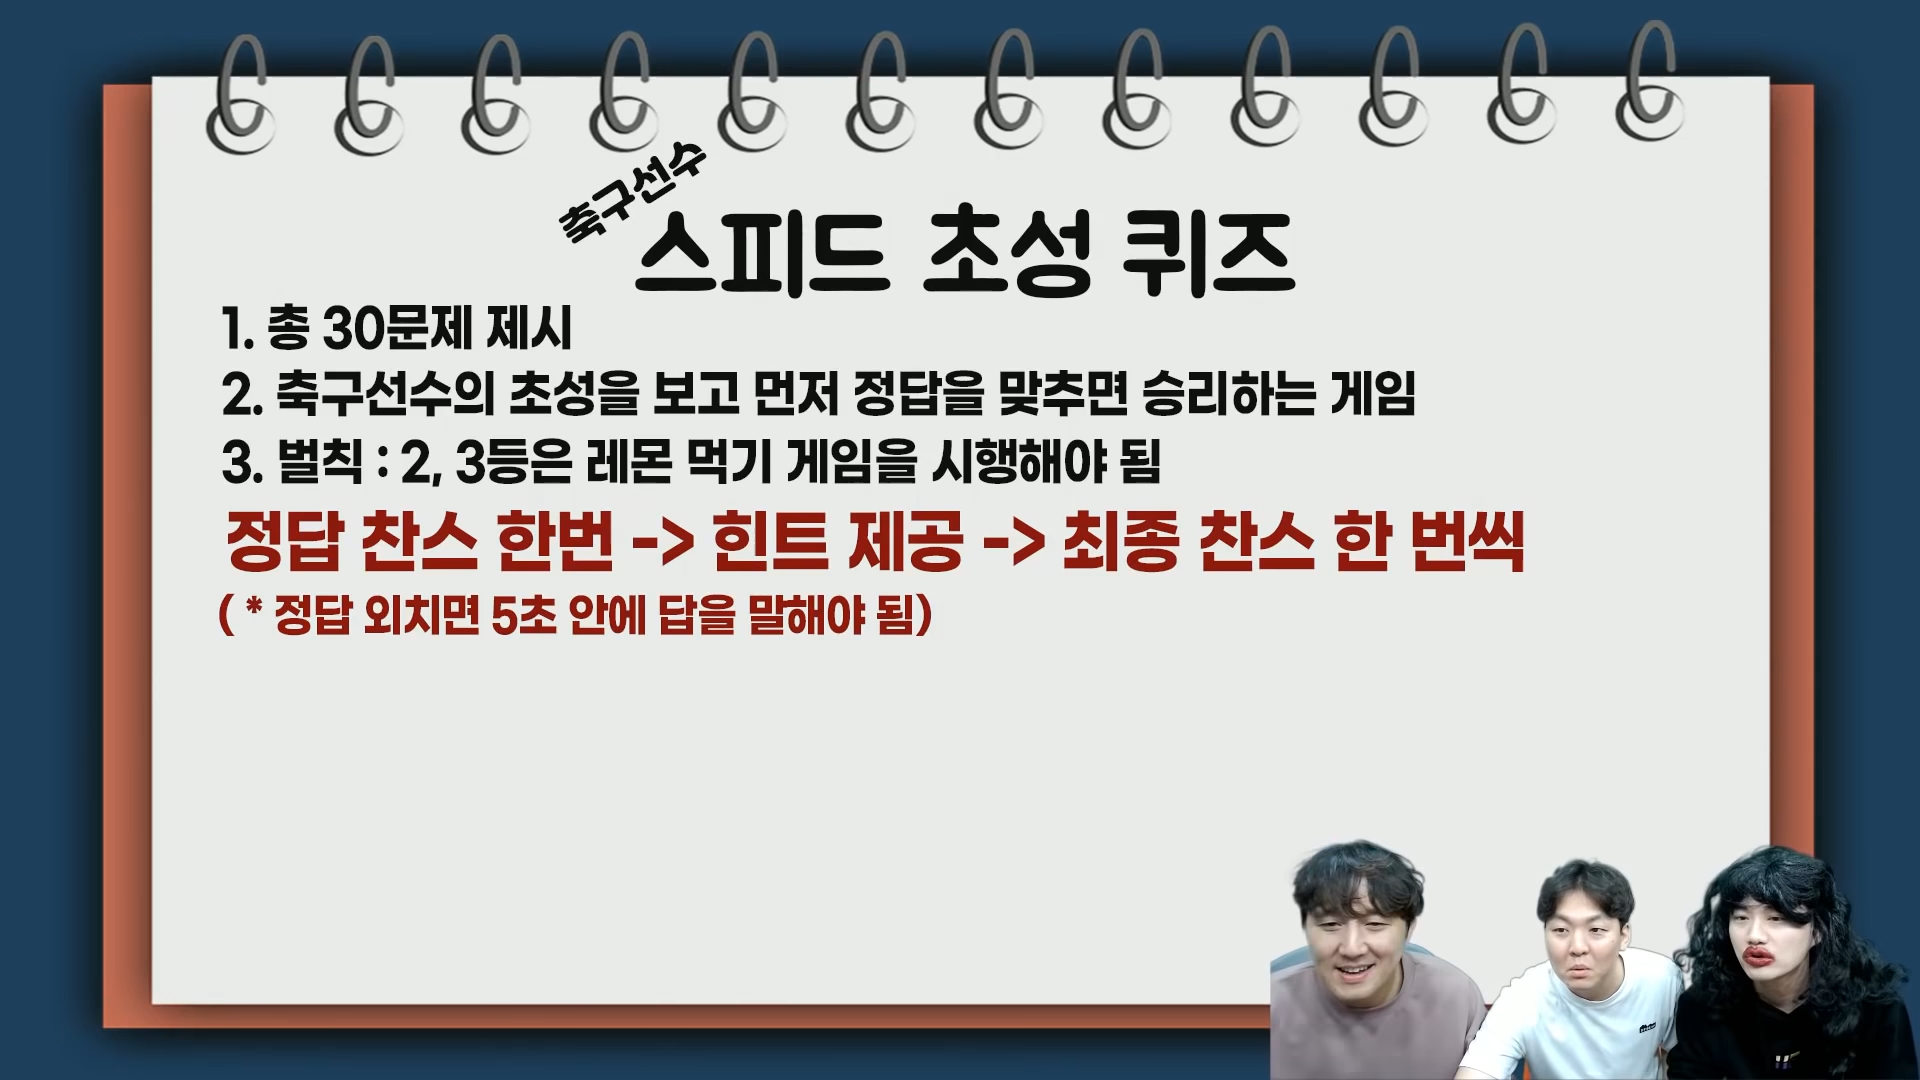 축구선수
스피드 초성 퀴즈
1. 총 30문제 제시
2. 축구선수의 초성을 보고 먼저 정답을 맞추면 승리하는 게임
3. 벌칙 : 2, 3등은 레몬 먹기 게임을 시행해야 됨
정답 찬스 한번 -> 힌트 제공 -> 최종 찬스 한 번씩
( * 정답 외치면 5초 안에 답을 말해야 됨)